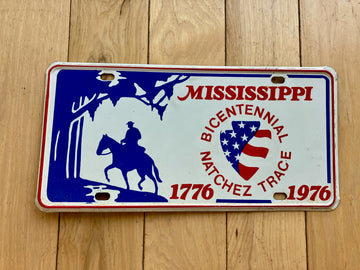 MISSISSIPPI
BICENTENNIAL
NATCHEZ TRACE
1776 1976